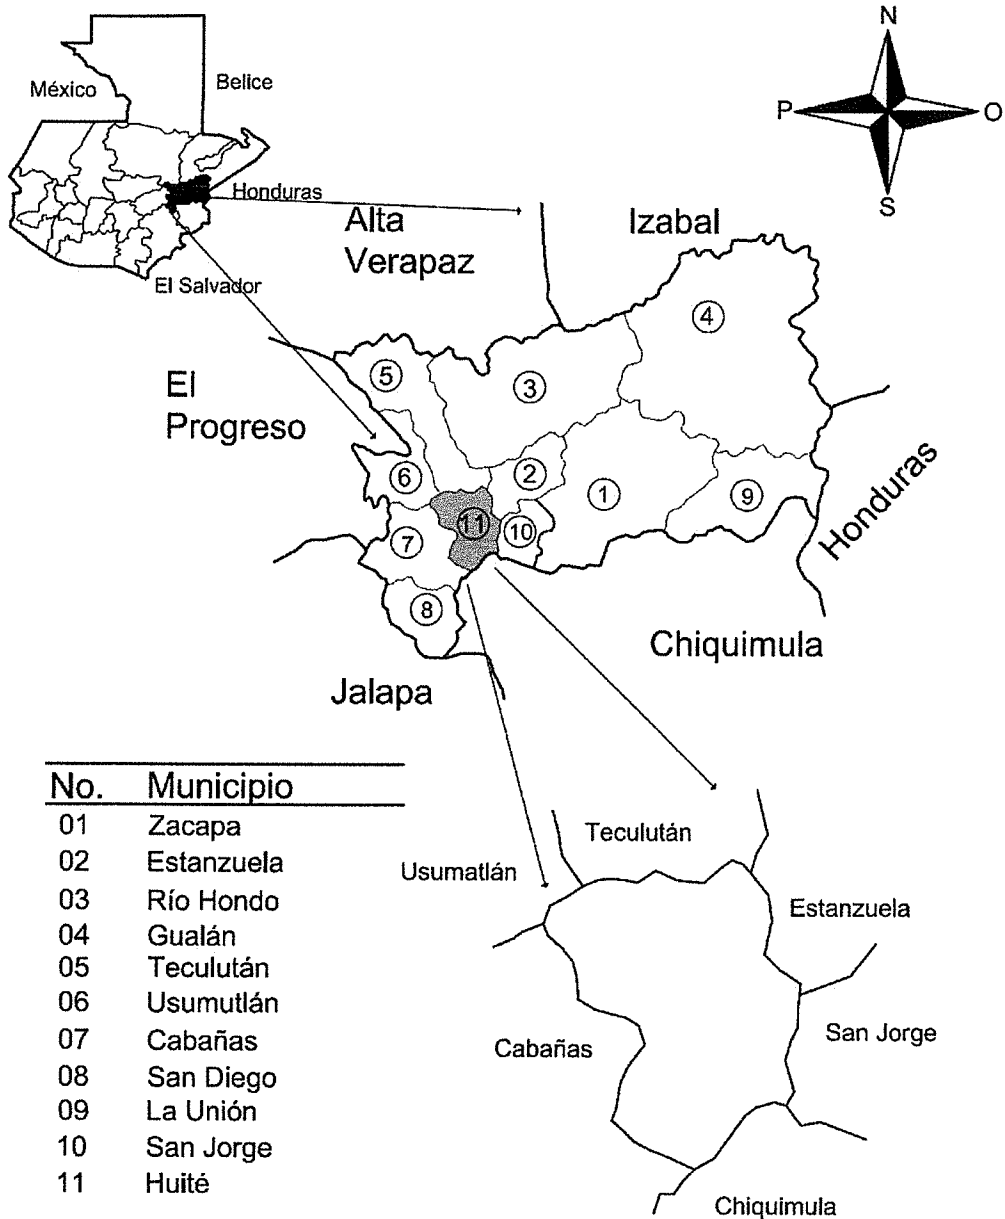 N
México
Belice
P
O
Honduras
S
Alta
Verapaz
Izabal
El Salvador
4
5
3
El
Progreso
6
2
1
9
Honduras
11
10
7
8
Chiquimula
Jalapa
No. Municipio
01 Zacapa
02 Estanzuela
03 Río Hondo
04 Gualán
05 Teculután
06 Usumutlán
07 Cabañas
08 San Diego
09 La Unión
10 San Jorge
11 Huité
Teculután
Usumatlán
Estanzuela
San Jorge
Cabañas
Chiquimula